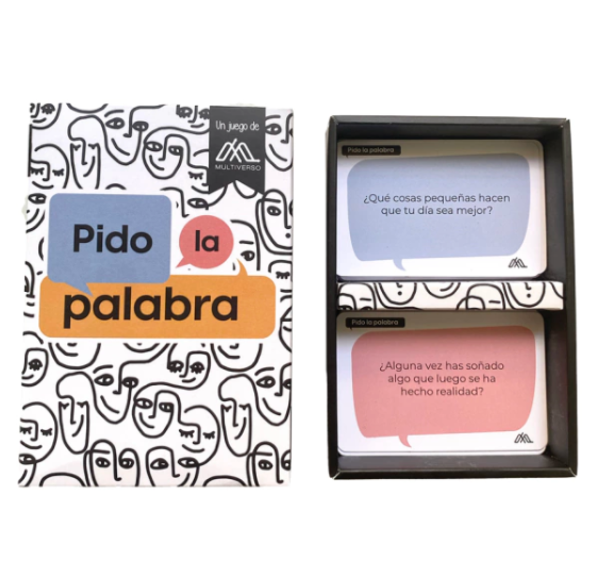 Un juego de
MULTIVERSO
Pido
la
palabra
Pido la palabra
¿Qué cosas pequeñas hacen
que tu día sea mejor?
Pido la palabra
¿Alguna vez has soñado
algo que luego se ha
hecho realidad?